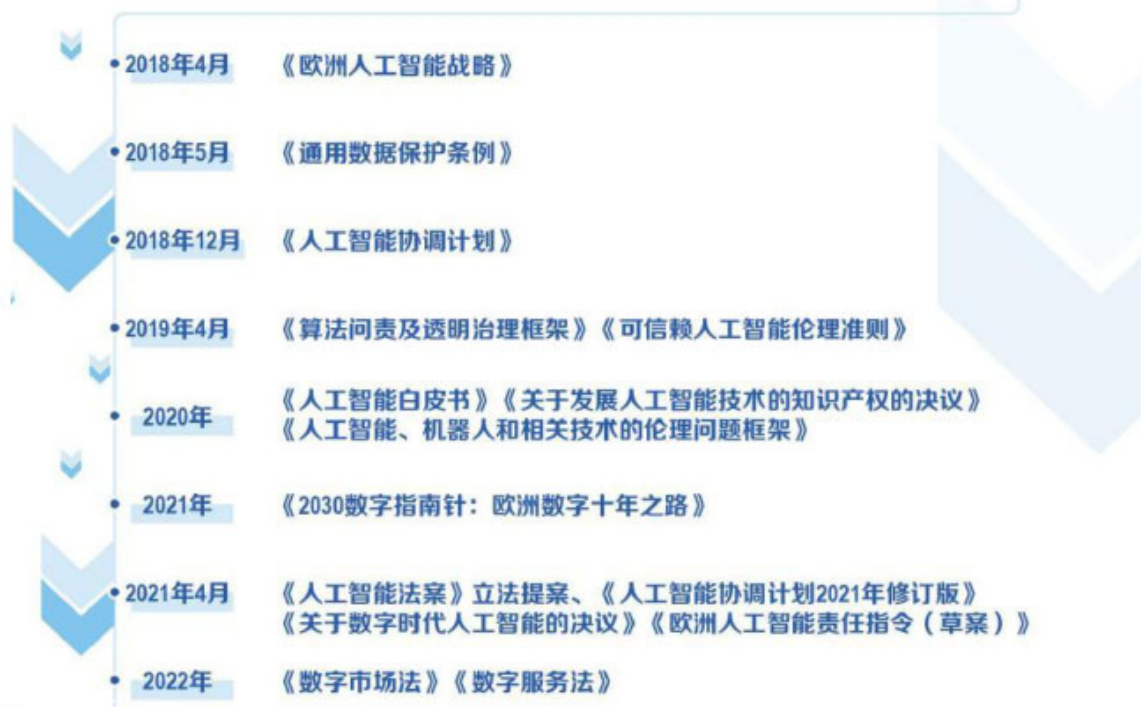 2018年4月 《欧洲人工智能战略》
2018年5月 《通用数据保护条例》
2018年12月 《人工智能协调计划》
2019年4月 《算法问责及透明治理框架》《可信赖人工智能伦理准则》
2020年 《人工智能白皮书》《关于发展人工智能技术的知识产权的决议》
《人工智能、机器人和相关技术的伦理问题框架》
2021年 《2030数字指南针：欧洲数字十年之路》
2021年4月 《人工智能法案》立法提案、《人工智能协调计划2021年修订版》
《关于数字时代人工智能的决议》《欧洲人工智能责任指令（草案）》
2022年 《数字市场法》《数字服务法》